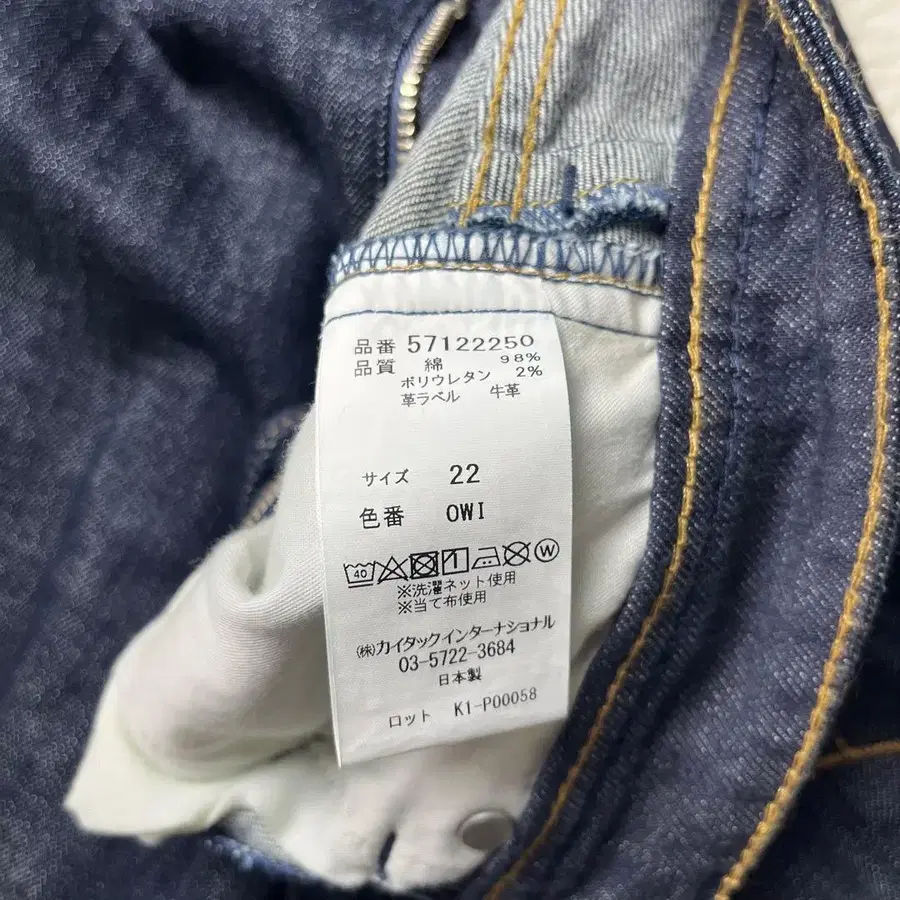 品番 57122250
品質 綿 98%
ポリウレタン 2%
革ラベル 牛革
サイズ 22
色番 OWI
40 W
※洗濯ネット使用
※当て布使用
㈱カイタックインターナショナル
03-5722-3684
日本製
ロット K1-P00058